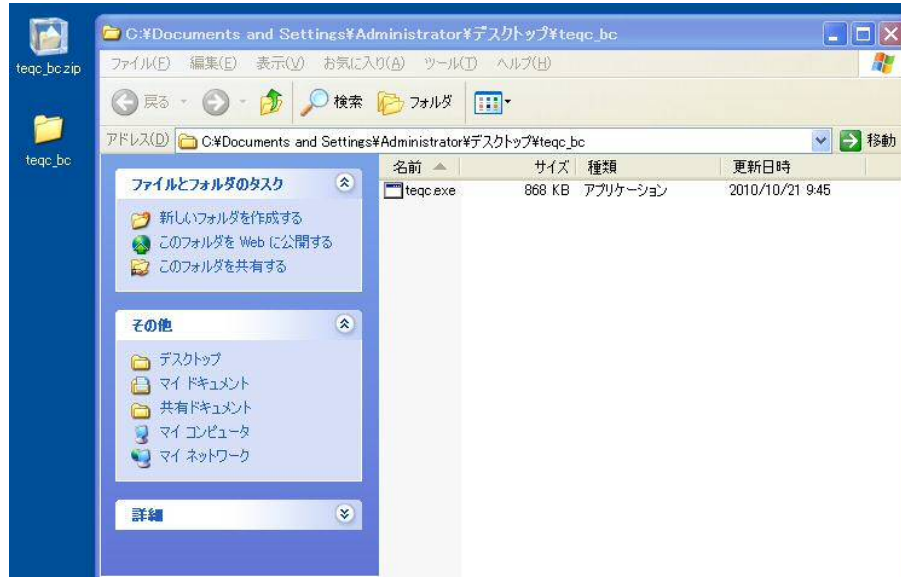 teqc_bc.zip
teqc_bc
C:¥Documents and Settings¥Administrator¥デスクトップ¥teqc_bc
ファイル(F) 編集(E) 表示(V) お気に入り(A) ツール(T) ヘルプ(H)
戻る 検索 フォルダ
アドレス(D) C:¥Documents and Settings¥Administrator¥デスクトップ¥teqc_bc 移動
名前 サイズ 種類 更新日時
teqc.exe 868 KB アプリケーション 2010/10/21 9:45
ファイルとフォルダのタスク
新しいフォルダを作成する
このフォルダを Web に公開する
このフォルダを共有する
その他
デスクトップ
マイ ドキュメント
共有ドキュメント
マイ コンピュータ
マイ ネットワーク
詳細